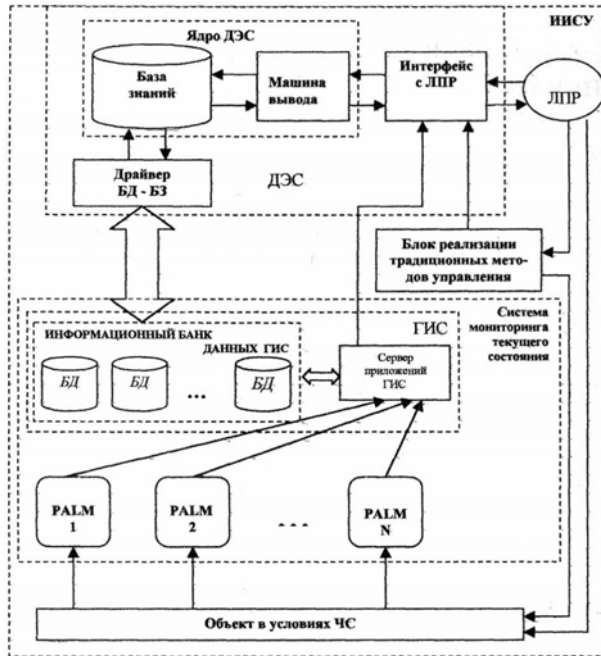 ИИСУ
Ядро ДЭС
База
знаний
Машина
вывода
Интерфейс
с ЛПР
ЛПР
Драйвер
БД - БЗ
ДЭС
Блок реализации
традиционных мето-
дов управления
Система
мониторинга
текущего
состояния
ГИС
ИНФОРМАЦИОННЫЙ БАНК
ДАННЫХ ГИС
БД
БД
...
БД
Сервер
приложений
ГИС
PALM
1
PALM
2
- - -
PALM
N
Объект в условиях ЧС